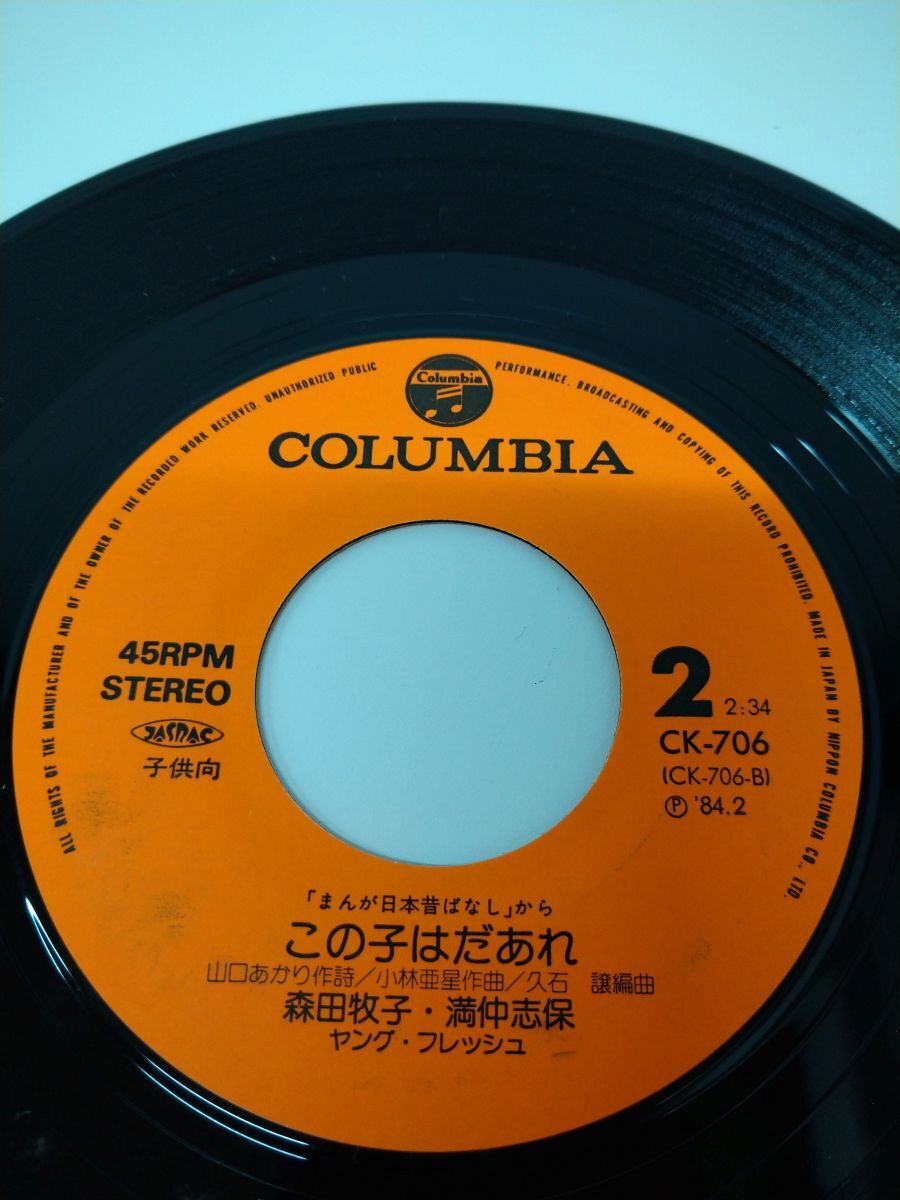 ALL RIGHTS OF THE MANUFACTURER AND OF THE OWNER OF THE RECORDED WORK RESERVED. UNAUTHORIZED PUBLIC PERFORMANCE, BROADCASTING AND COPYING OF THIS RECORD PROHIBITED. MADE IN JAPAN BY NIPPON COLUMBIA CO., LTD.
Columbia
COLUMBIA
45RPM
STEREO
JASRAC
子供向
2 2:34
CK-706
(CK-706-B)
Ⓟ '84.2
「まんが日本昔ばなし」から
この子はだあれ
山口あかり作詩/小林亜星作曲/久石 譲編曲
森田牧子・満仲志保
ヤング・フレッシュ